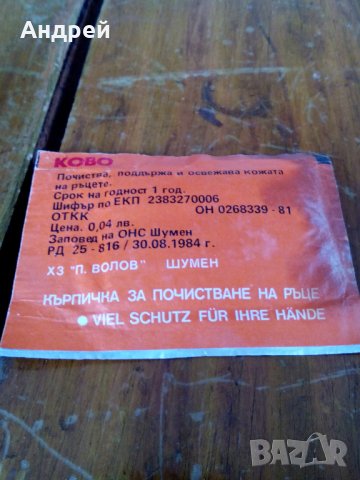 Андрей
KOBO
Почиства, поддържа и освежава кожата
на ръцете.
Срок на годност 1 год.
Шифър по ЕКП 2383270006
ОТКК ОН 0268339 - 81
Цена. 0,04 лв.
Заповед на ОНС Шумен
РД 25 - 816 / 30.08.1984 г.
ХЗ "П. ВОЛОВ" ШУМЕН
КЪРПИЧКА ЗА ПОЧИСТВАНЕ НА РЪЦЕ
● VIEL SCHUTZ FÜR IHRE HÄNDE
BAZAR